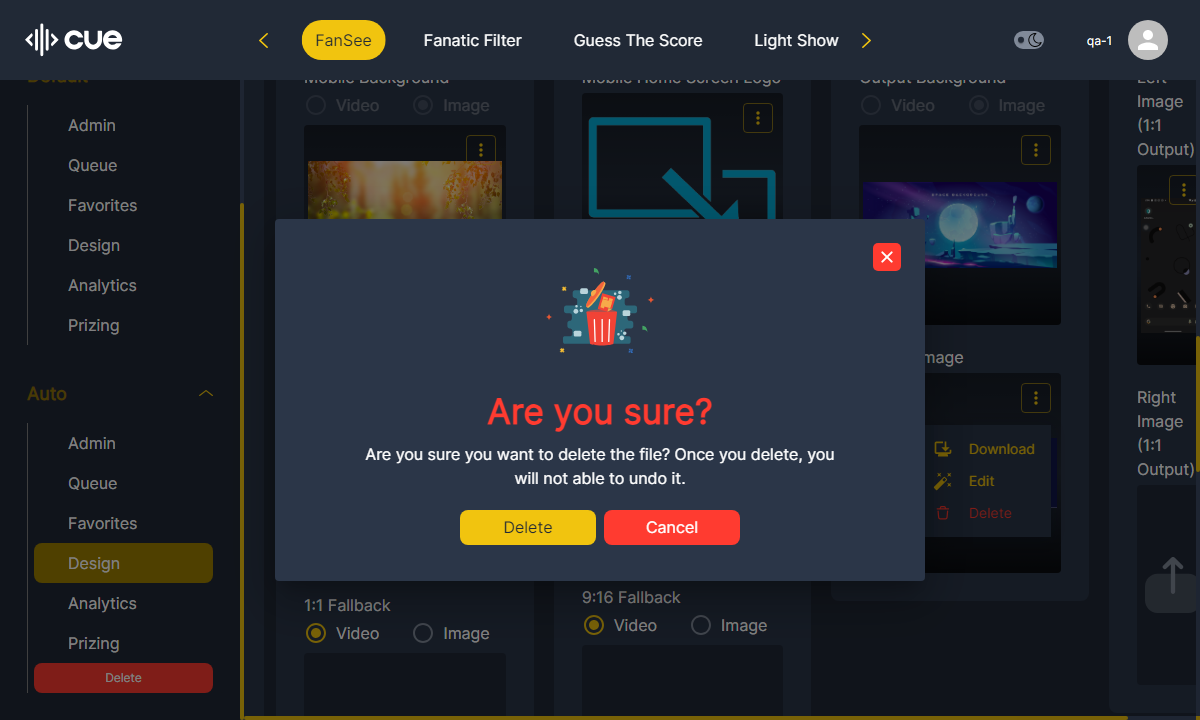 cue
FanSee
Fanatic Filter
Guess The Score
Light Show
qa-1
Default
Admin
Queue
Favorites
Design
Analytics
Prizing
Auto
Admin
Queue
Favorites
Design
Analytics
Prizing
Delete
Mobile Background
Video
Image
Mobile Home Screen Logo
Output Background
Video
Image
SPACE BACKGROUND
Left
Image
(1:1
Output)
Are you sure?
Are you sure you want to delete the file? Once you delete, you
will not able to undo it.
Delete
Cancel
Download
Edit
Delete
Right
Image
(1:1
Output)
1:1 Fallback
Video
Image
9:16 Fallback
Video
Image